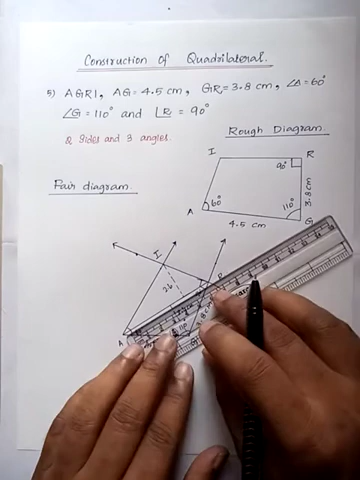 Construction of Quadrilateral.
5) AGRI, AG = 4.5 cm, GR = 3.8 cm, ∠A = 60°
∠G = 110° and ∠R = 90°
2 sides and 3 angles.
Rough Diagram.
I
R
90°
Fair diagram.
60°
110°
3.8 cm
A
4.5 cm
G
I
R
A